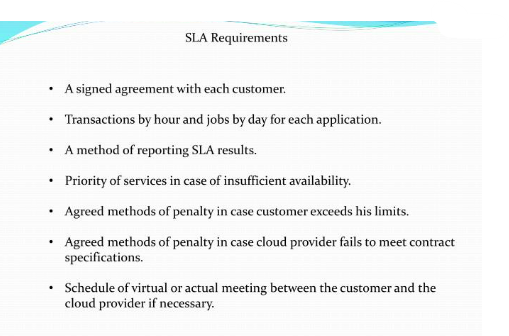 SLA Requirements
• A signed agreement with each customer.
• Transactions by hour and jobs by day for each application.
• A method of reporting SLA results.
• Priority of services in case of insufficient availability.
• Agreed methods of penalty in case customer exceeds his limits.
• Agreed methods of penalty in case cloud provider fails to meet contract
specifications.
• Schedule of virtual or actual meeting between the customer and the
cloud provider if necessary.